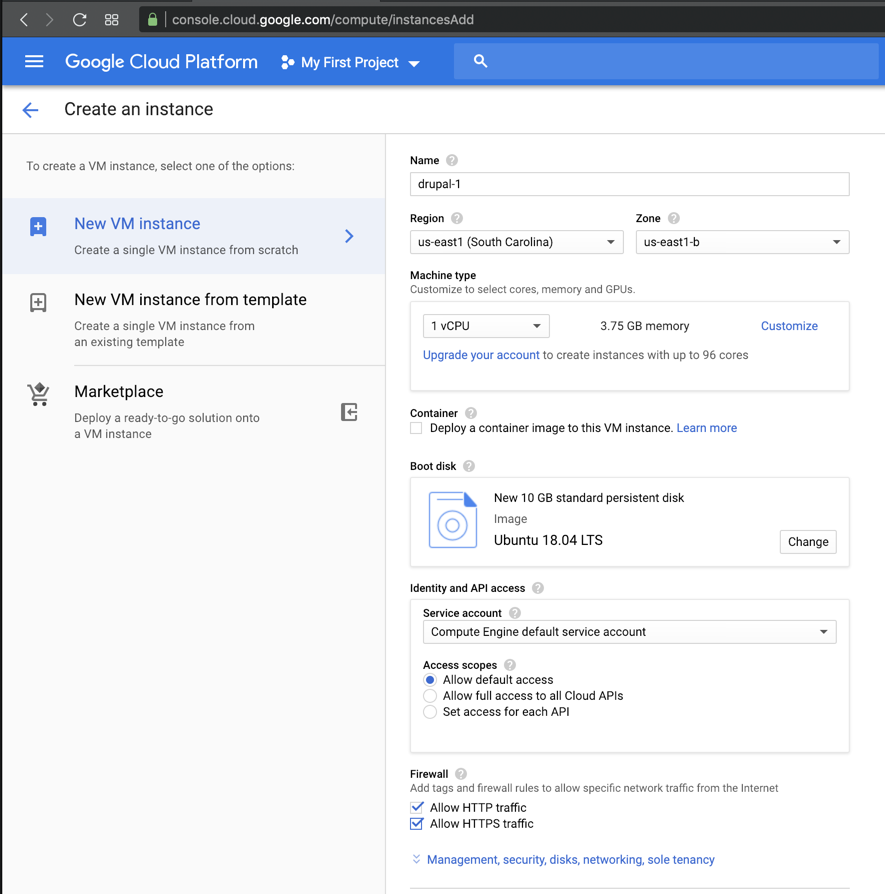 console.cloud.google.com/compute/instancesAdd
Google Cloud Platform My First Project
Create an instance
To create a VM instance, select one of the options:
New VM instance
Create a single VM instance from scratch
New VM instance from template
Create a single VM instance from
an existing template
Marketplace
Deploy a ready-to-go solution onto
a VM instance
Name ?
drupal-1
Region ? Zone ?
us-east1 (South Carolina) us-east1-b
Machine type
Customize to select cores, memory and GPUs.
1 vCPU 3.75 GB memory Customize
Upgrade your account to create instances with up to 96 cores
Container ?
Deploy a container image to this VM instance. Learn more
Boot disk ?
New 10 GB standard persistent disk
Image
Ubuntu 18.04 LTS
Change
Identity and API access ?
Service account ?
Compute Engine default service account
Access scopes ?
Allow default access
Allow full access to all Cloud APIs
Set access for each API
Firewall ?
Add tags and firewall rules to allow specific network traffic from the Internet
Allow HTTP traffic
Allow HTTPS traffic
Management, security, disks, networking, sole tenancy